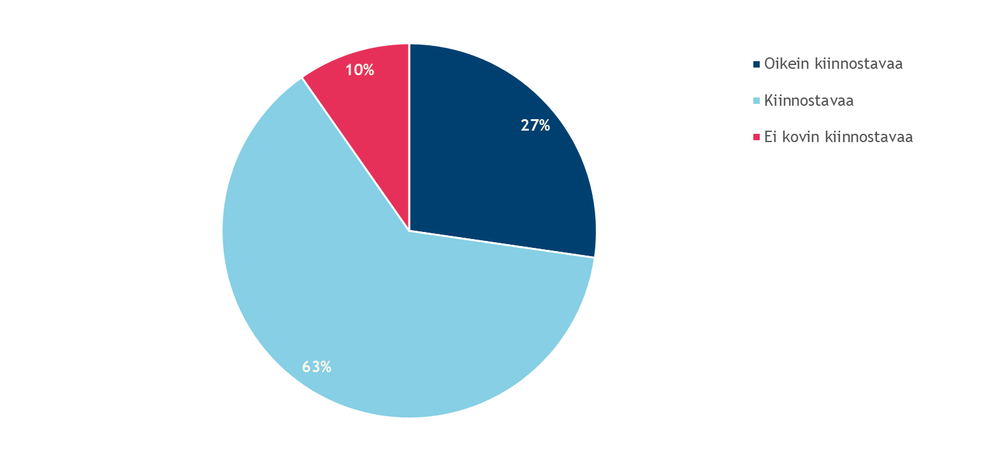 10%
27%
63%
Oikein kiinnostavaa
Kiinnostavaa
Ei kovin kiinnostavaa